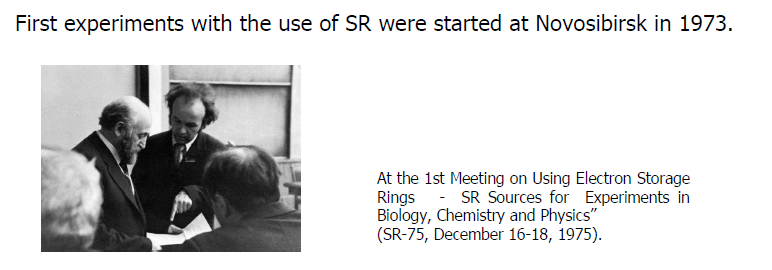 First experiments with the use of SR were started at Novosibirsk in 1973.
At the 1st Meeting on Using Electron Storage
Rings - SR Sources for Experiments in
Biology, Chemistry and Physics”
(SR-75, December 16-18, 1975).